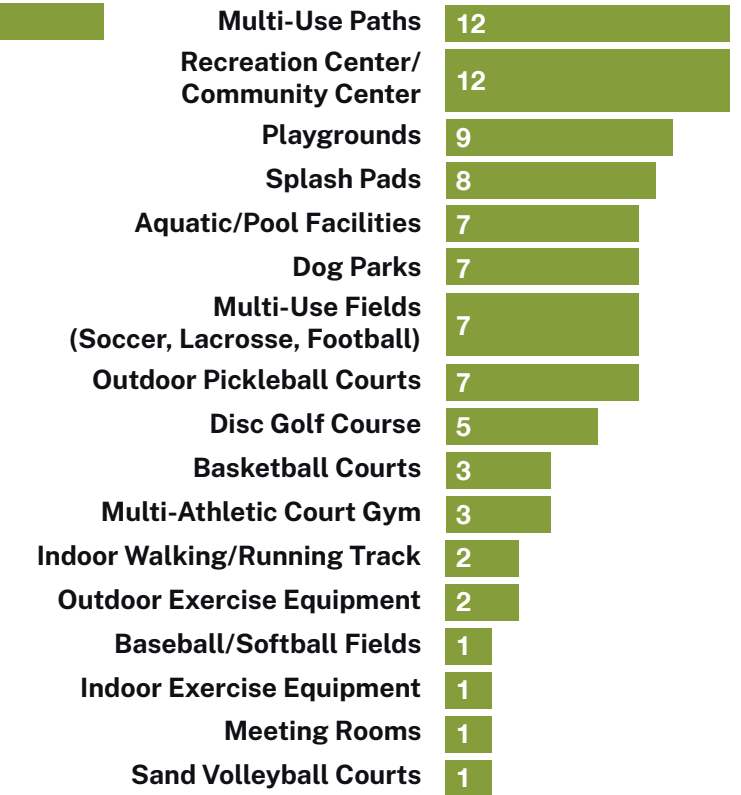 Multi-Use Paths 12
Recreation Center/
Community Center 12
Playgrounds 9
Splash Pads 8
Aquatic/Pool Facilities 7
Dog Parks 7
Multi-Use Fields
(Soccer, Lacrosse, Football) 7
Outdoor Pickleball Courts 7
Disc Golf Course 5
Basketball Courts 3
Multi-Athletic Court Gym 3
Indoor Walking/Running Track 2
Outdoor Exercise Equipment 2
Baseball/Softball Fields 1
Indoor Exercise Equipment 1
Meeting Rooms 1
Sand Volleyball Courts 1